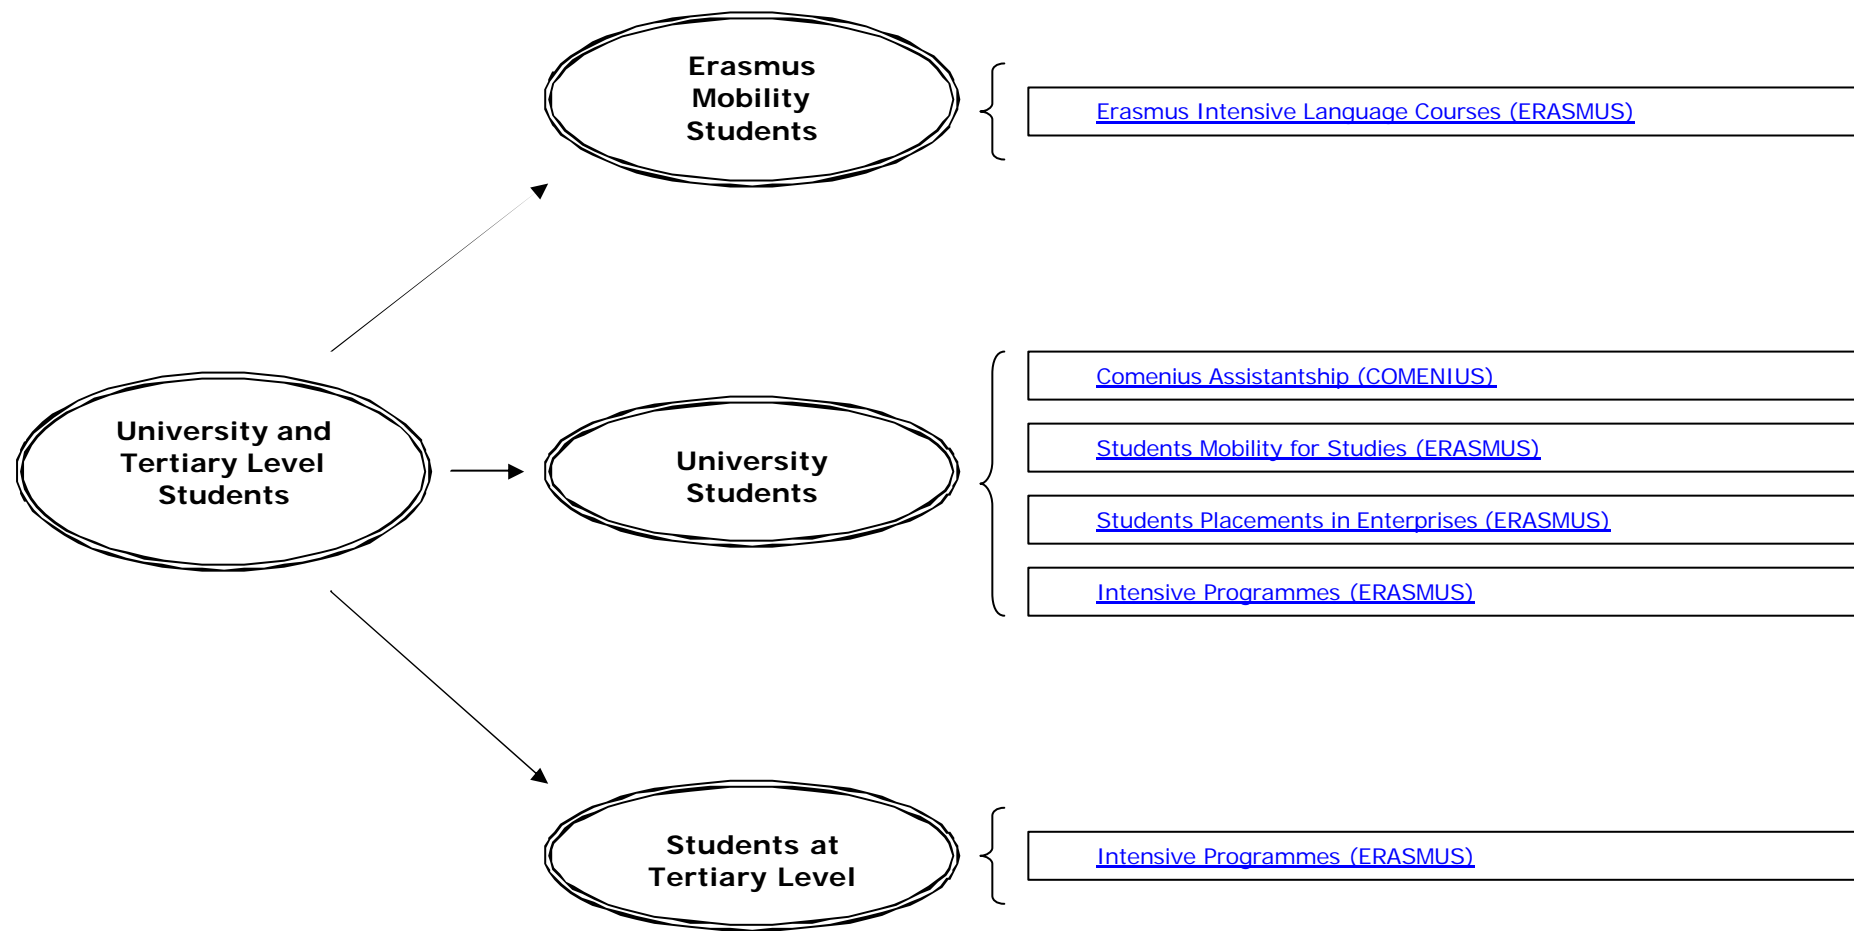 Erasmus
Mobility
Students
Erasmus Intensive Language Courses (ERASMUS)
University and
Tertiary Level
Students
University
Students
Comenius Assistantship (COMENIUS)
Students Mobility for Studies (ERASMUS)
Students Placements in Enterprises (ERASMUS)
Intensive Programmes (ERASMUS)
Students at
Tertiary Level
Intensive Programmes (ERASMUS)